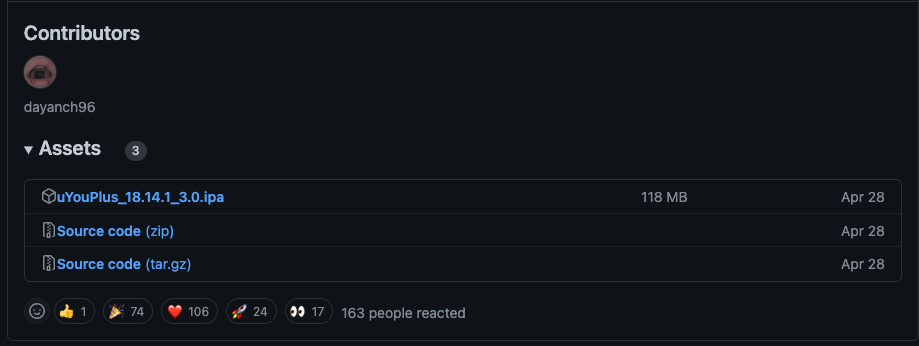 Contributors
dayanch96
Assets 3
uYouPlus_18.14.1_3.0.ipa 118 MB Apr 28
Source code (zip) Apr 28
Source code (tar.gz) Apr 28
👍 1 🎉 74 ❤️ 106 🚀 24 👀 17 163 people reacted